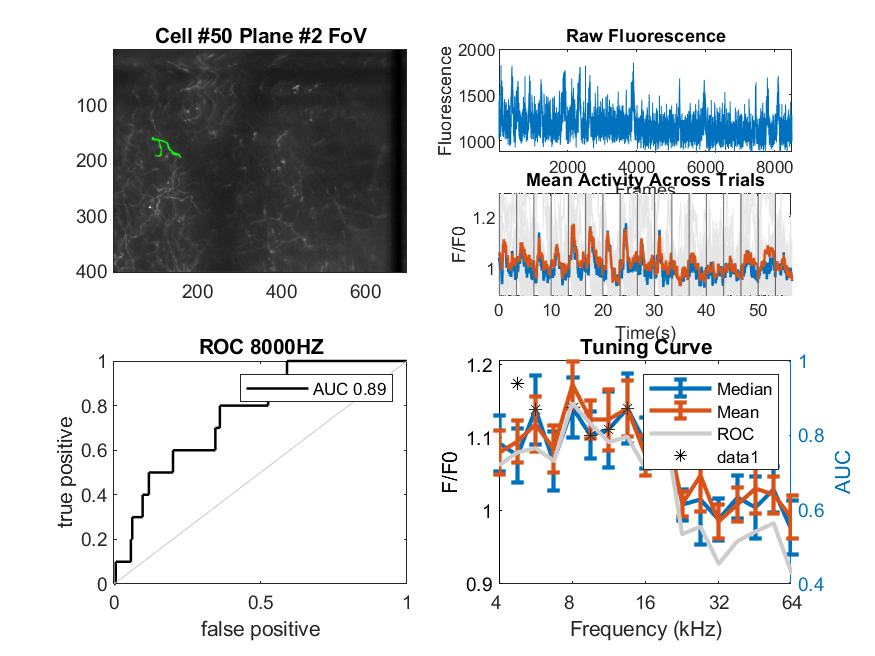 Cell #50 Plane #2 FoV
100
200
300
400
200
400
600
Raw Fluorescence
Fluorescence
2000
1500
1000
2000
4000
6000
8000
Frames
Mean Activity Across Trials
F/F0
1.2
1
0
10
20
30
40
50
Time(s)
ROC 8000HZ
true positive
1
0.8
0.6
0.4
0.2
0
AUC 0.89
0
0.5
1
false positive
Tuning Curve
F/F0
1.2
1.1
1
0.9
Median
Mean
ROC
data1
1
0.8
0.6
0.4
AUC
4
8
16
32
64
Frequency (kHz)